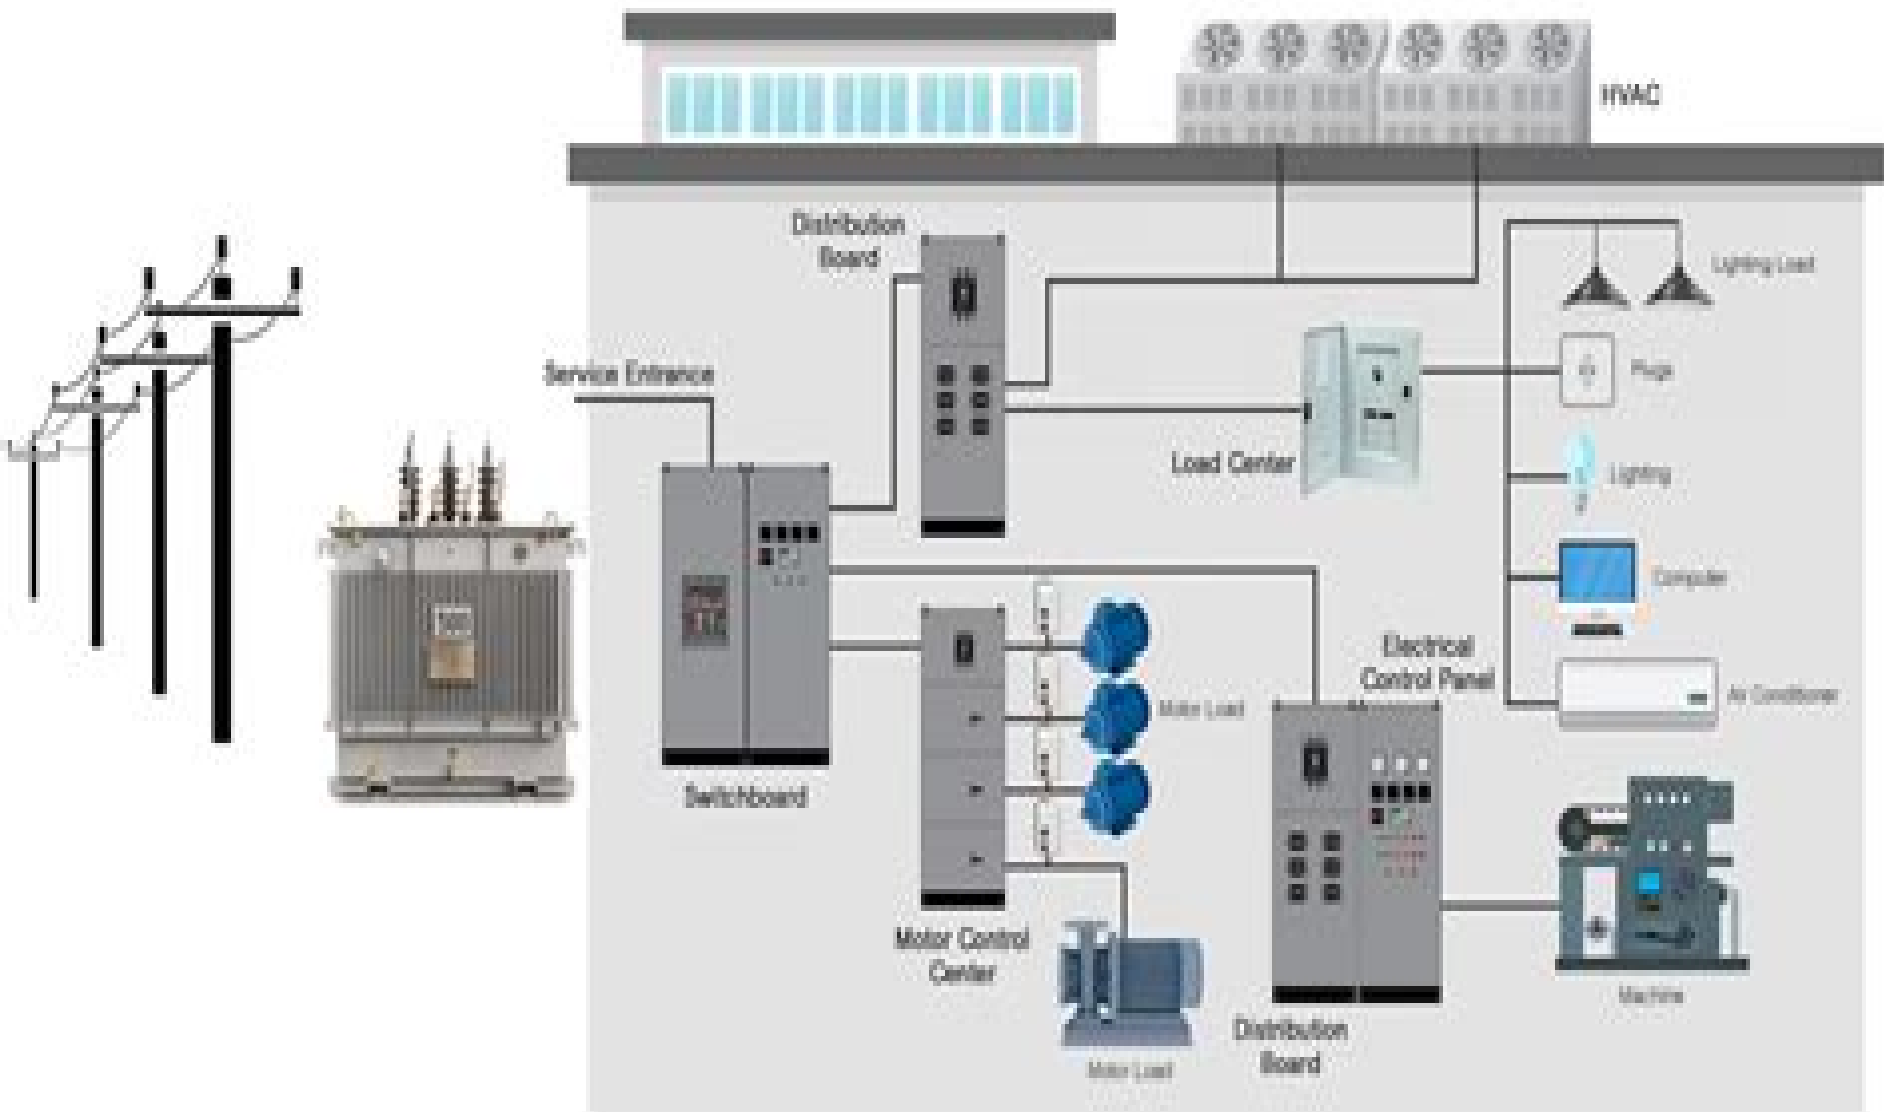 HVAC
Distribution
Board
Lighting Load
Service Entrance
Plugs
Load Center
Lighting
Computer
Electrical
Control Panel
Air Conditioner
Motor Load
Switchboard
Motor Control
Center
Machine
Distribution
Board
Motor Load